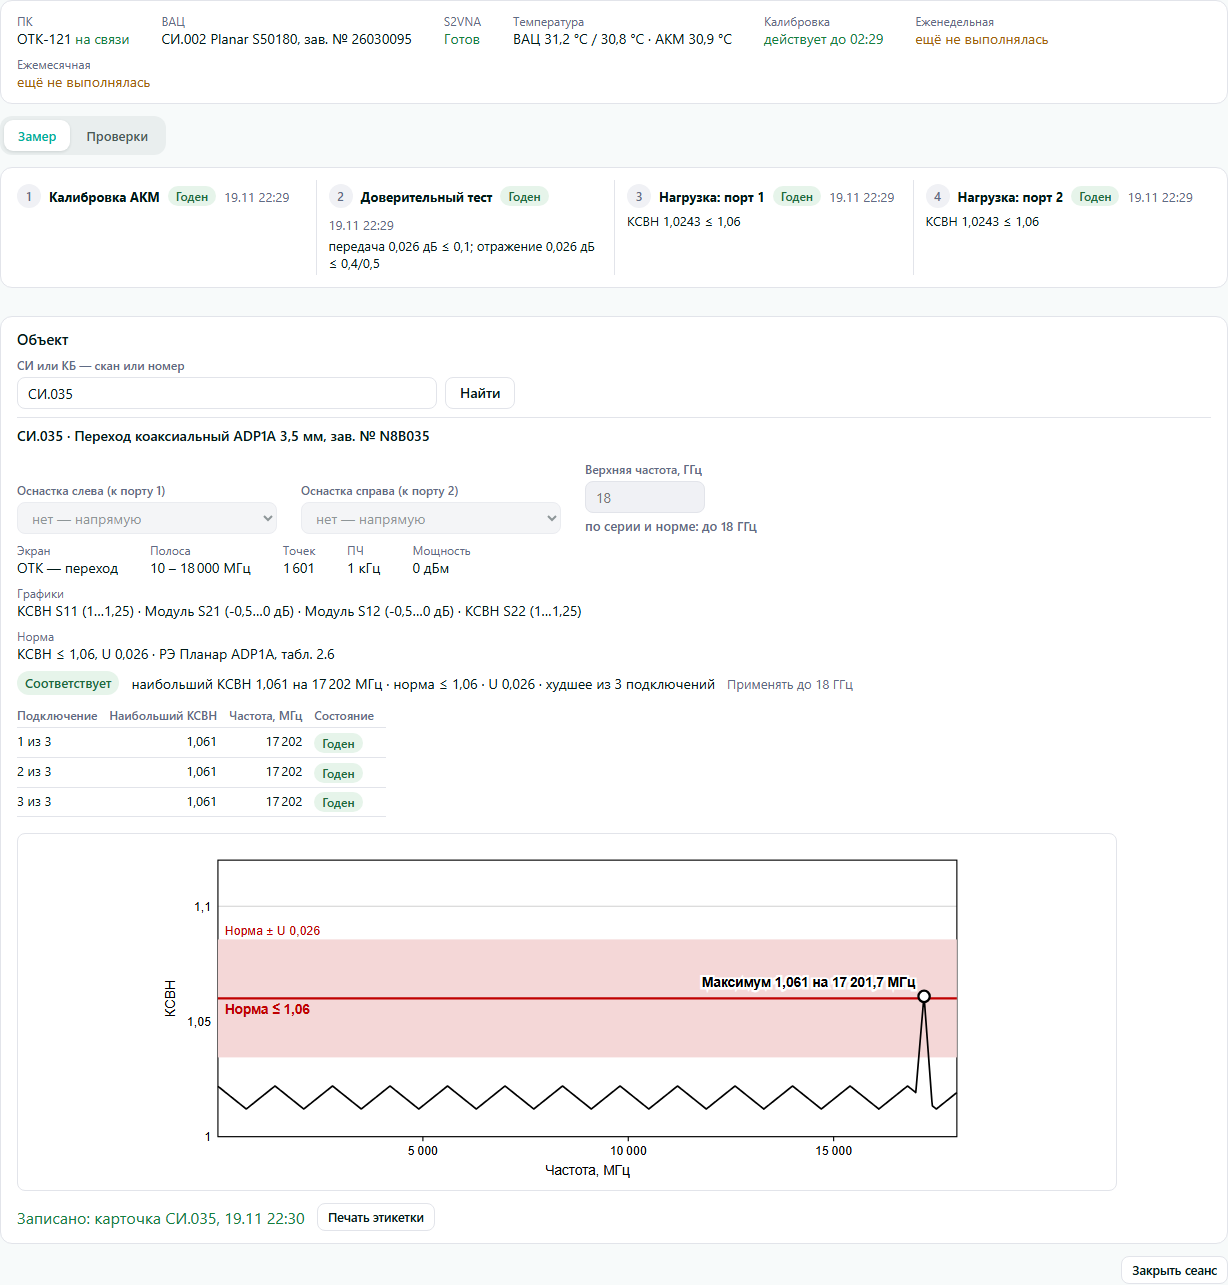 ПК
ОТК-121 на связи
ВАЦ
СИ.002 Planar S50180, зав. № 26030095
S2VNA
Готов
Температура
ВАЦ 31,2 °C / 30,8 °C · АКМ 30,9 °C
Калибровка
действует до 02:29
Еженедельная
ещё не выполнялась
Ежемесячная
ещё не выполнялась
Замер
Проверки
1 Калибровка АКМ Годен 19.11 22:29
2 Доверительный тест Годен
19.11 22:29
передача 0,026 дБ ≤ 0,1; отражение 0,026 дБ
≤ 0,4/0,5
3 Нагрузка: порт 1 Годен 19.11 22:29
КСВН 1,0243 ≤ 1,06
4 Нагрузка: порт 2 Годен 19.11 22:29
КСВН 1,0243 ≤ 1,06
Объект
СИ или КБ — скан или номер
СИ.035
Найти
СИ.035 · Переход коаксиальный ADP1A 3,5 мм, зав. № N8B035
Оснастка слева (к порту 1)
нет — напрямую
Оснастка справа (к порту 2)
нет — напрямую
Верхняя частота, ГГц
18
по серии и норме: до 18 ГГц
Экран
ОТК — переход
Полоса
10 – 18 000 МГц
Точек
1 601
ПЧ
1 кГц
Мощность
0 дБм
Графики
КСВН S11 (1…1,25) · Модуль S21 (-0,5…0 дБ) · Модуль S12 (-0,5…0 дБ) · КСВН S22 (1…1,25)
Норма
КСВН ≤ 1,06, U 0,026 · РЭ Планар ADP1A, табл. 2.6
Соответствует наибольший КСВН 1,061 на 17 202 МГц · норма ≤ 1,06 · U 0,026 · худшее из 3 подключений Применять до 18 ГГц
Подключение Наибольший КСВН Частота, МГц Состояние
1 из 3 1,061 17 202 Годен
2 из 3 1,061 17 202 Годен
3 из 3 1,061 17 202 Годен
1,1
Норма ± U 0,026
Максимум 1,061 на 17 201,7 МГц
Норма ≤ 1,06
КСВН
1,05
1
5 000 10 000 15 000
Частота, МГц
Записано: карточка СИ.035, 19.11 22:30
Печать этикетки
Закрыть сеанс